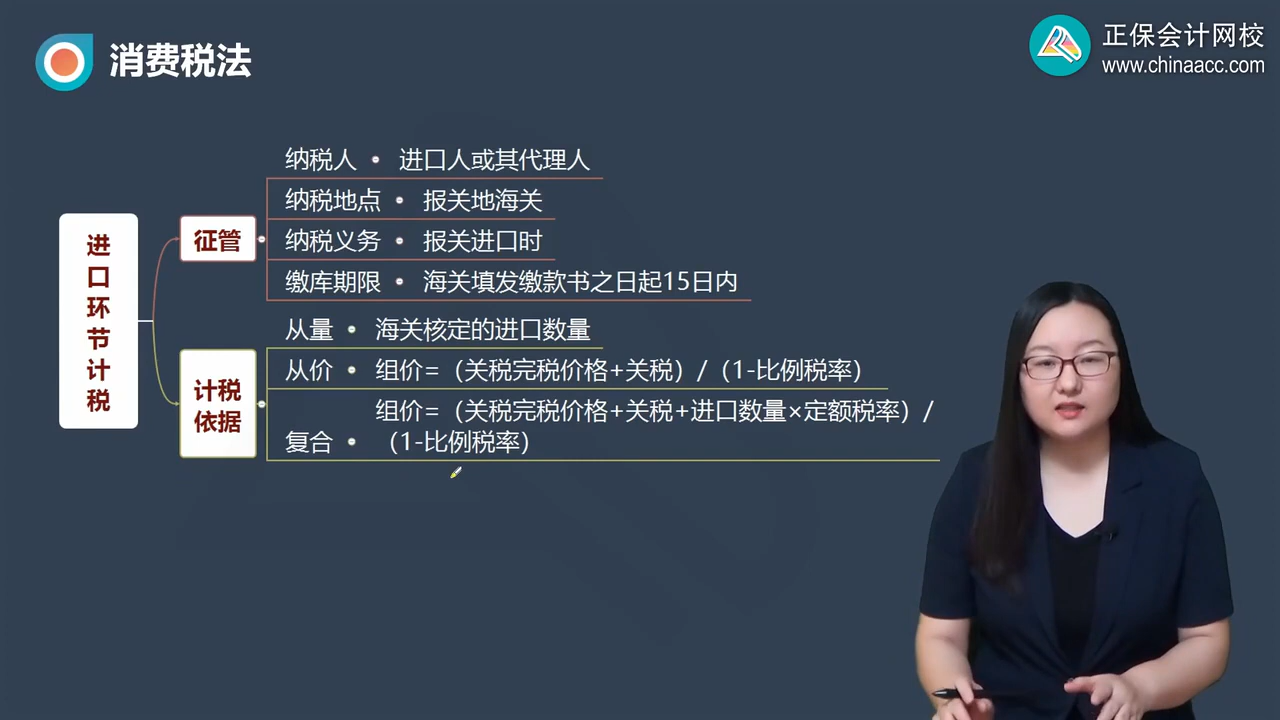 消费税法
正保会计网校
www.chinaacc.com
进口环节计税
征管
纳税人 • 进口人或其代理人
纳税地点 • 报关地海关
纳税义务 • 报关进口时
缴库期限 • 海关填发缴款书之日起15日内
计税
依据
从量 • 海关核定的进口数量
从价 • 组价=（关税完税价格+关税）/（1-比例税率）
复合 • 组价=（关税完税价格+关税+进口数量×定额税率）/
（1-比例税率）